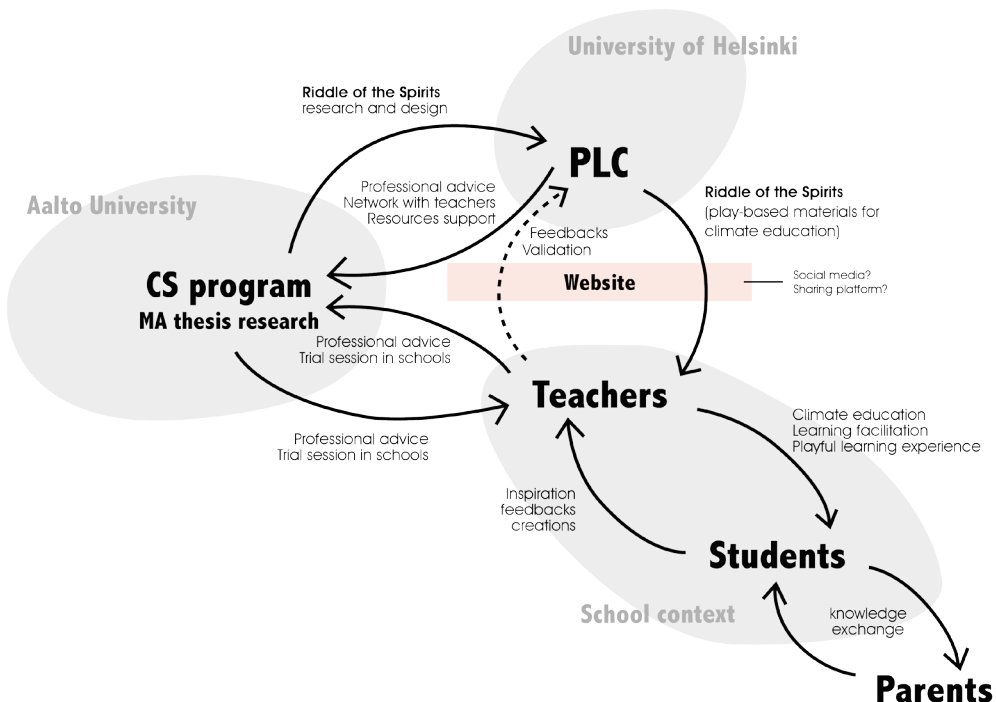 University of Helsinki
Riddle of the Spirits
research and design
PLC
Professional advice
Network with teachers
Resources support
Riddle of the Spirits
(play-based materials for
climate education)
Aalto University
Feedbacks
Validation
CS program
MA thesis research
Website
Social media?
Sharing platform?
Professional advice
Trial session in schools
Teachers
Professional advice
Trial session in schools
Climate education
Learning facilitation
Playful learning experience
Inspiration
feedbacks
creations
Students
School context
knowledge
exchange
Parents